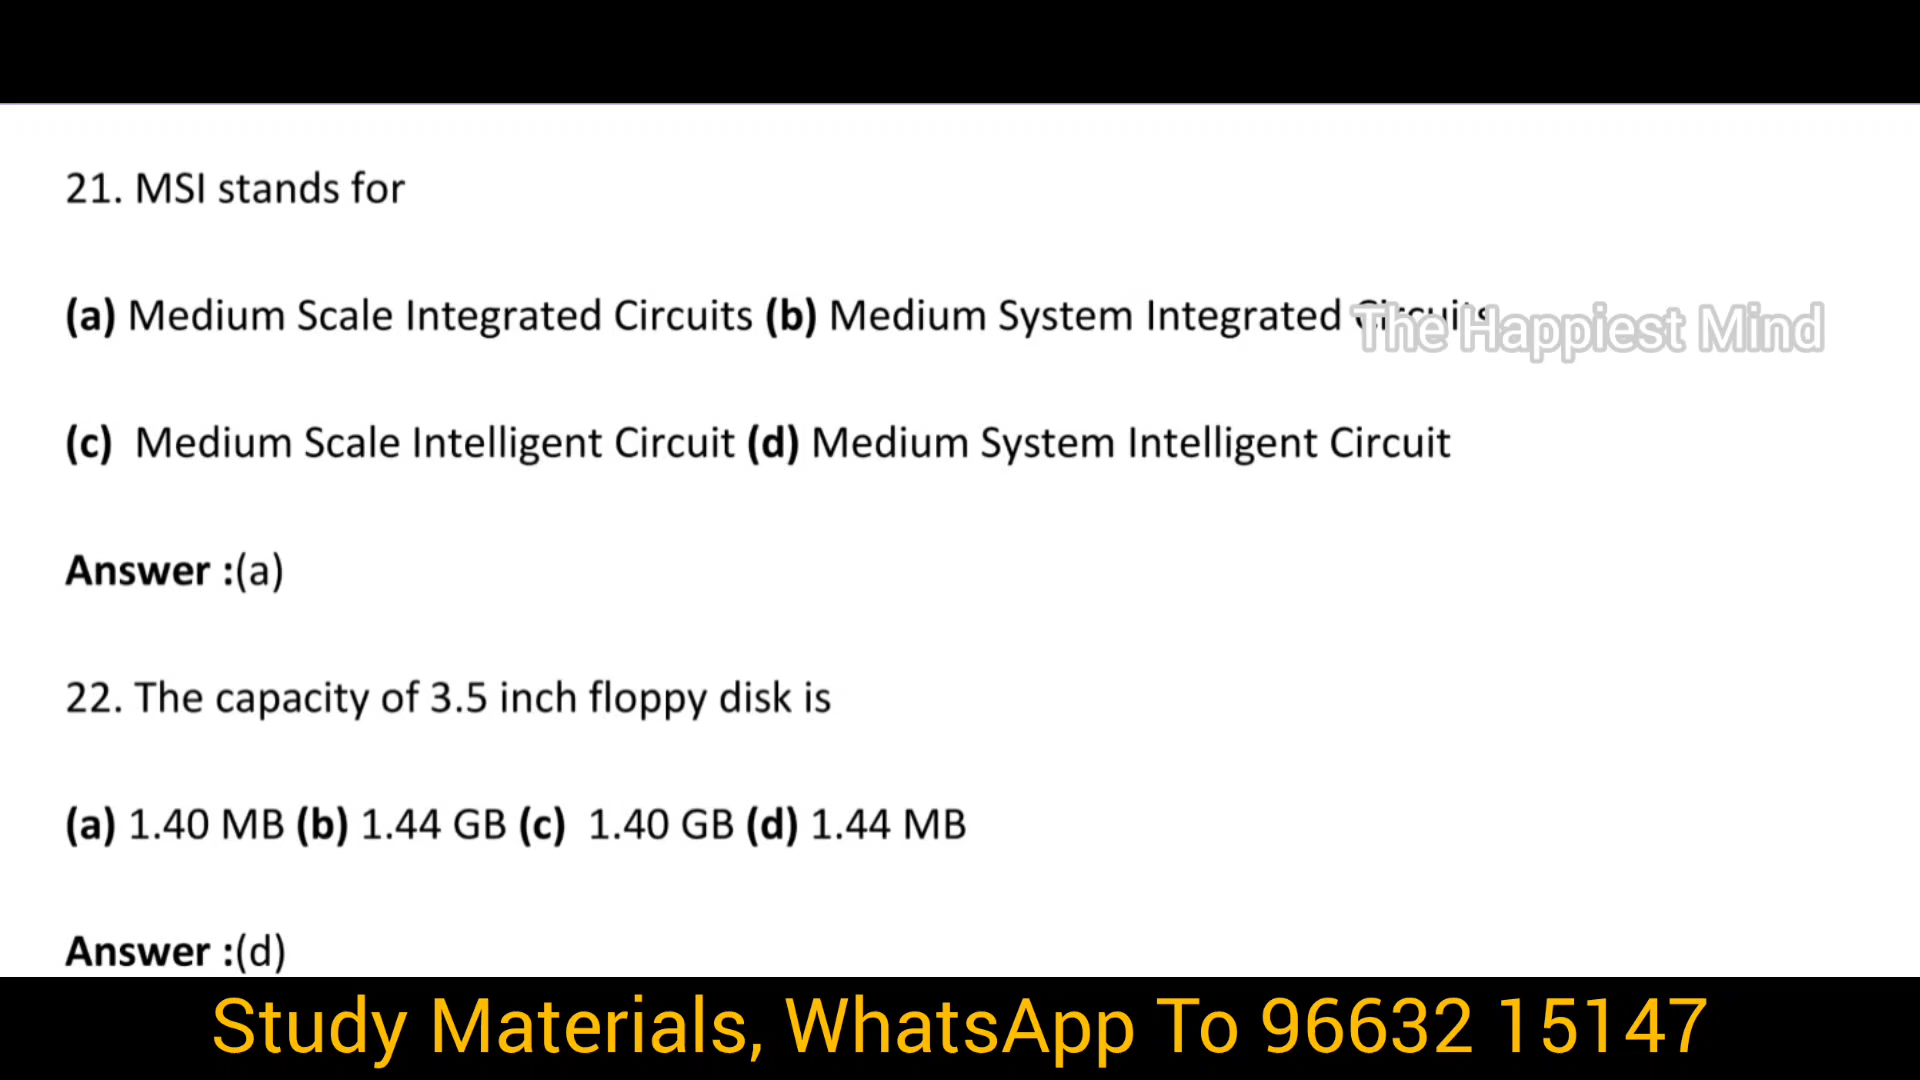 21. MSI stands for
(a) Medium Scale Integrated Circuits (b) Medium System Integrated Circuits
The Happiest Mind
(c)  Medium Scale Intelligent Circuit (d) Medium System Intelligent Circuit
Answer :(a)
22. The capacity of 3.5 inch floppy disk is
(a) 1.40 MB (b) 1.44 GB (c)  1.40 GB (d) 1.44 MB
Answer :(d)
Study Materials, WhatsApp To 96632 15147